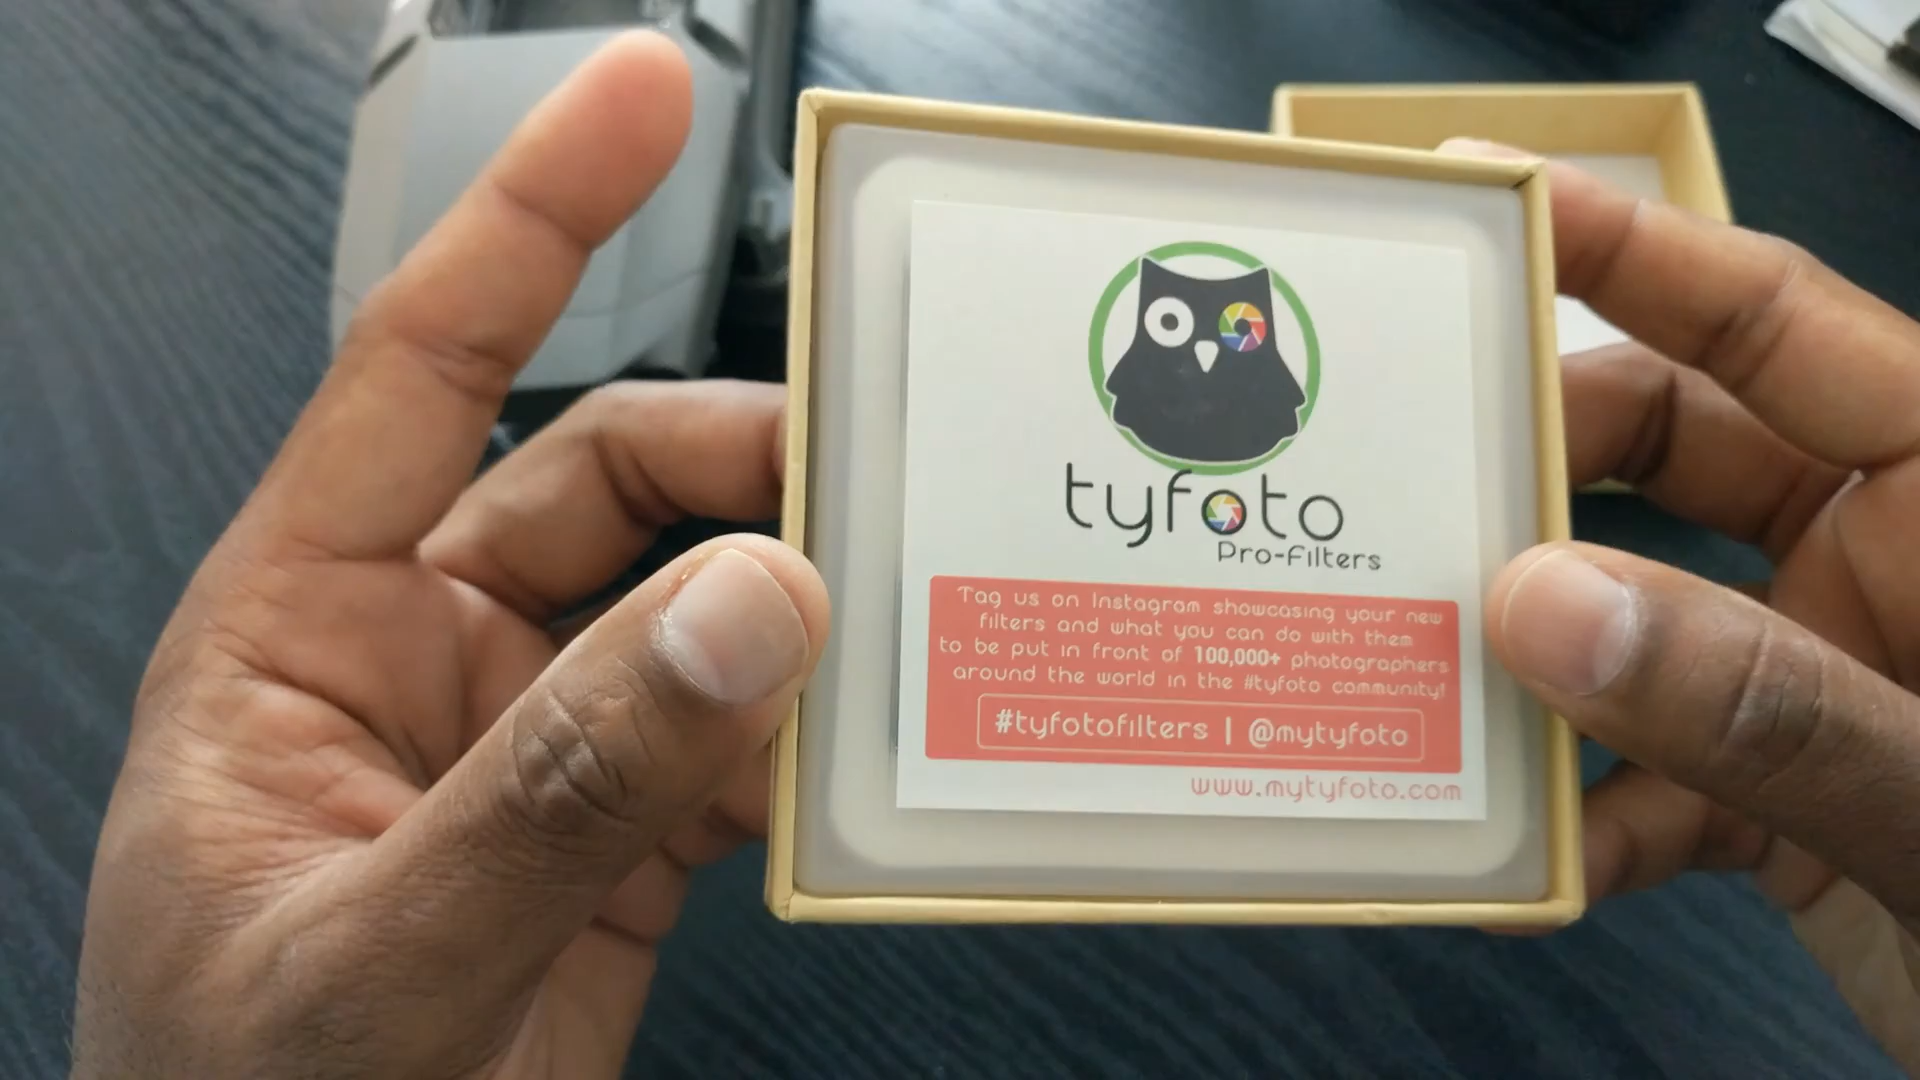 tyfoto
Pro-Filters
Tag us on Instagram showcasing your new
filters and what you can do with them
to be put in front of 100,000+ photographers
around the world in the #tyfoto community!
#tyfotofilters | @mytyfoto
www.mytyfoto.com